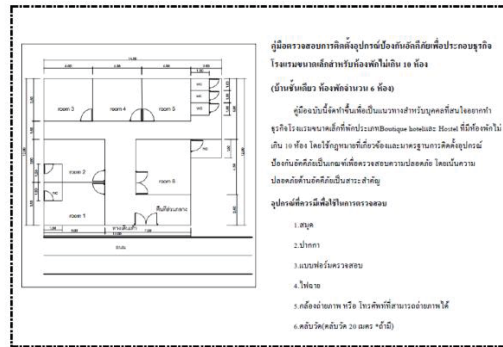 คู่มือตรวจสอบการติดตั้งอุปกรณ์ป้องกันอัคคีภัยเพื่อประกอบธุรกิจ
โรงแรมขนาดเล็กสำหรับห้องพักไม่เกิน 10 ห้อง
(บ้านชั้นเดียว ห้องพักจำนวน 6 ห้อง)
คู่มือฉบับนี้จัดทำขึ้นเพื่อเป็นแนวทางสำหรับบุคคลที่สนใจอยากทำ
ธุรกิจโรงแรมขนาดเล็กที่พักประเภทBoutique hotelและ Hostel ที่มีห้องพักไม่
เกิน 10 ห้อง โดยใช้กฎหมายที่เกี่ยวข้องและมาตรฐานการติดตั้งอุปกรณ์
ป้องกันอัคคีภัยเป็นเกณฑ์เพื่อตรวจสอบความปลอดภัย โดยเน้นความ
ปลอดภัยด้านอัคคีภัยเป็นสาระสำคัญ
อุปกรณ์ที่ควรมีเพื่อใช้ในการตรวจสอบ
1.สมุด
2.ปากกา
3.แบบฟอร์มตรวจสอบ
4.ไฟฉาย
5.กล้องถ่ายภาพ หรือ โทรศัพท์ที่สามารถถ่ายภาพได้
6.ตลับวัด(ตลับวัด 20 เมตร *ถ้ามี)
room 3
room 4
room 5
room 2
room 6
room 1
ถนน